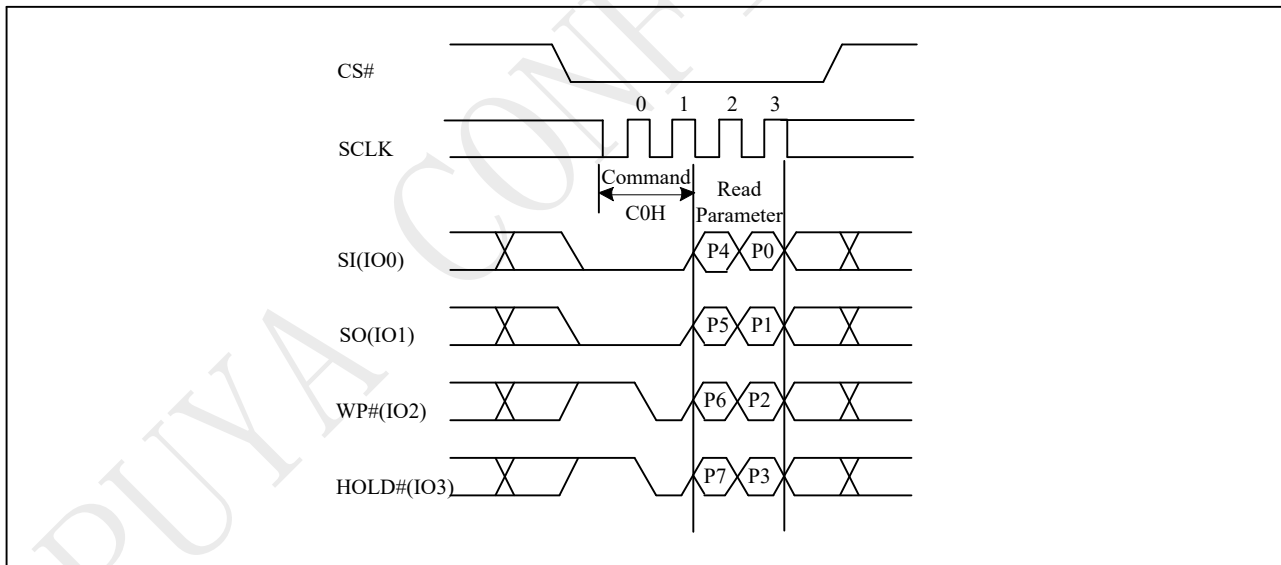 PUYA CONF
CS#
0 1 2 3
SCLK
Command
C0H
Read
Parameter
SI(IO0)
P4 P0
SO(IO1)
P5 P1
WP#(IO2)
P6 P2
HOLD#(IO3)
P7 P3